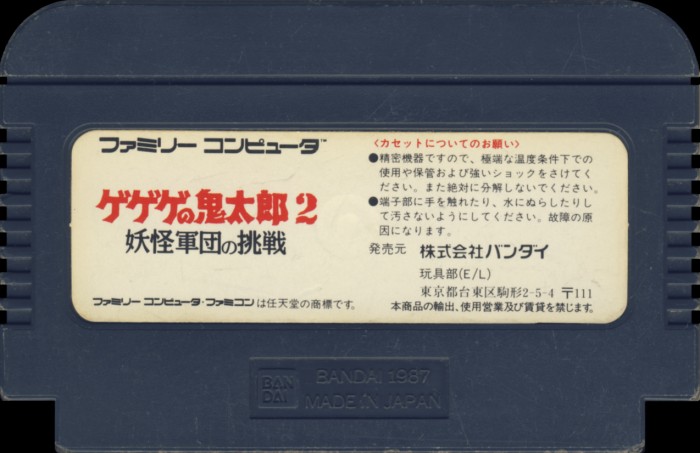 ファミリー コンピュータ™
ゲゲゲの鬼太郎2
妖怪軍団の挑戦
ファミリー コンピュータ・ファミコンは任天堂の商標です。
〈カセットについてのお願い〉
●精密機器ですので、極端な温度条件下での
使用や保管および強いショックをさけてく
ださい。また絶対に分解しないでください。
●端子部に手を触れたり、水にぬらしたりし
て汚さないようにしてください。故障の原
因になります。
発売元 株式会社バンダイ
玩具部(E/L)
東京都台東区駒形2-5-4 〒111
本商品の輸出、使用営業及び賃貸を禁じます。
BAN
DAI
BANDAI 1987
MADE IN JAPAN